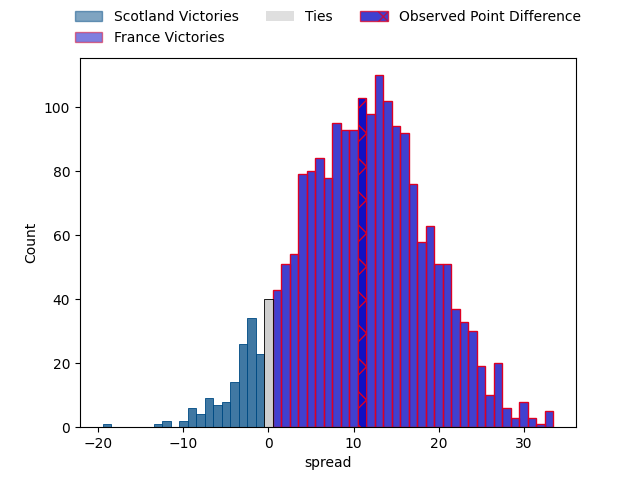 Scotland Victories
France Victories
Ties
Observed Point Difference
Count
100
80
60
40
20
0
−20
−10
0
10
20
30
spread